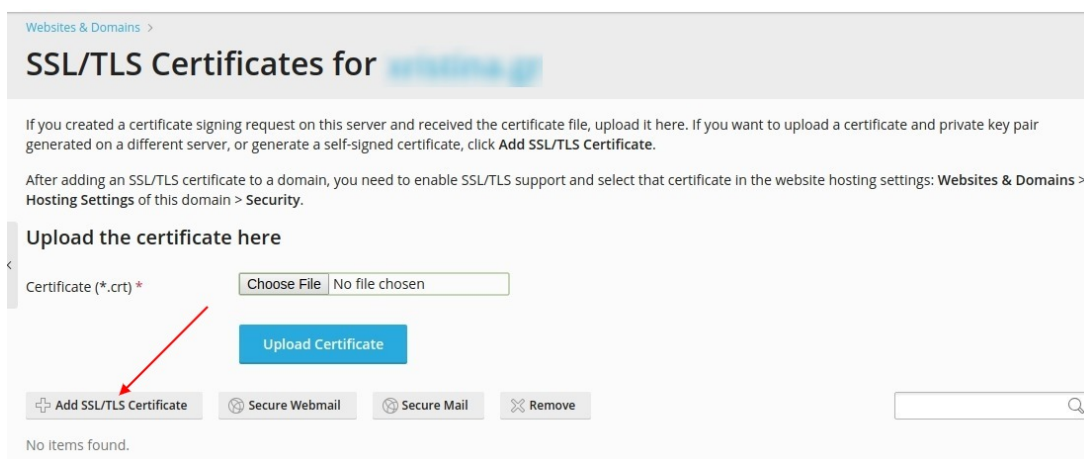 Websites & Domains >
SSL/TLS Certificates for
If you created a certificate signing request on this server and received the certificate file, upload it here. If you want to upload a certificate and private key pair
generated on a different server, or generate a self-signed certificate, click Add SSL/TLS Certificate.
After adding an SSL/TLS certificate to a domain, you need to enable SSL/TLS support and select that certificate in the website hosting settings: Websites & Domains >
Hosting Settings of this domain > Security.
Upload the certificate here
Certificate (*.crt) * Choose File No file chosen
Upload Certificate
Add SSL/TLS Certificate Secure Webmail Secure Mail Remove
No items found.